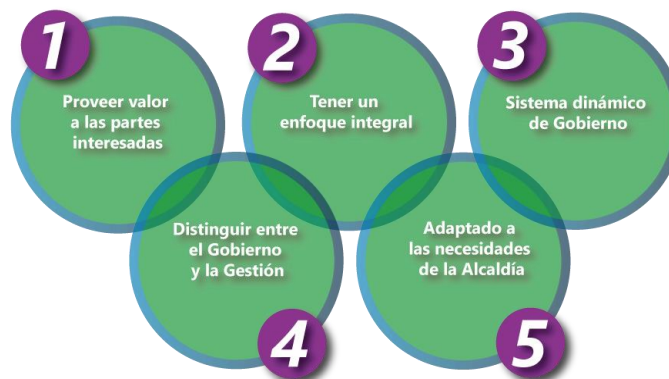 1
Proveer valor
a las partes
interesadas
2
Tener un
enfoque integral
3
Sistema dinámico
de Gobierno
4
Distinguir entre
el Gobierno
y la Gestión
5
Adaptado a
las necesidades
de la Alcaldía